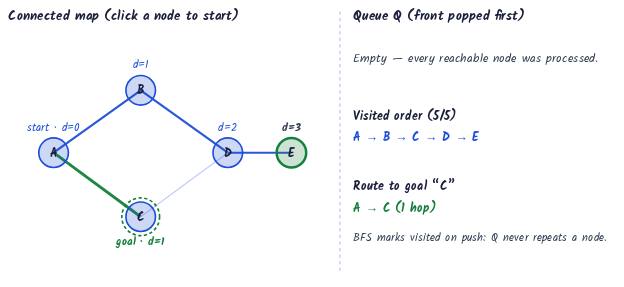 Connected map (click a node to start)
d=1
B
start · d=0
A
d=2
D
d=3
E
C
goal · d=1
Queue Q (front popped first)
Empty — every reachable node was processed.
Visited order (5/5)
A → B → C → D → E
Route to goal "C"
A → C (1 hop)
BFS marks visited on push: Q never repeats a node.